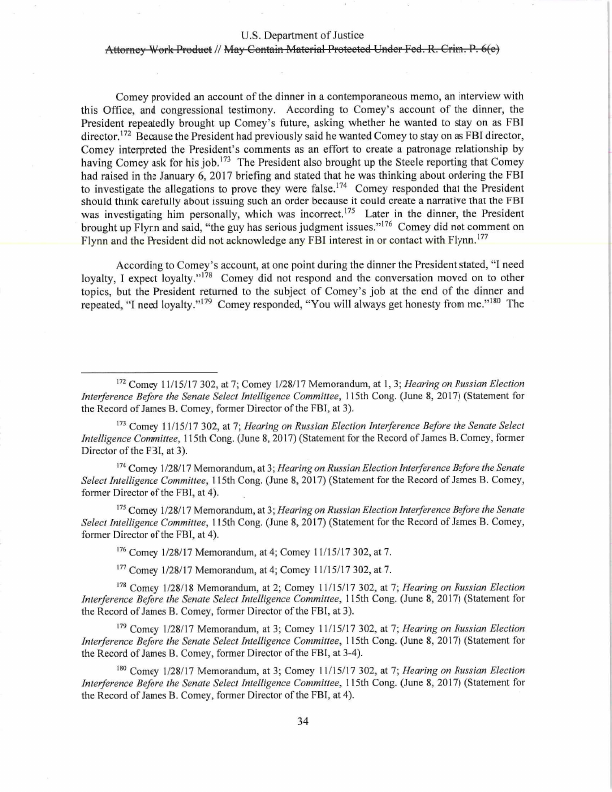 U.S. Department of Justice
Attorney Work Product // May Contain Material Protected Under Fed. R. Crim. P. 6(e)
Comey provided an account of the dinner in a contemporaneous memo, an interview with
this Office, and congressional testimony. According to Comey's account of the dinner, the
President repeatedly brought up Comey's future, asking whether he wanted to stay on as FBI
director.172 Because the President had previously said he wanted Comey to stay on as FBI director,
Comey interpreted the President's comments as an effort to create a patronage relationship by
having Comey ask for his job.173 The President also brought up the Steele reporting that Comey
had raised in the January 6, 2017 briefing and stated that he was thinking about ordering the FBI
to investigate the allegations to prove they were false.174 Comey responded that the President
should think carefully about issuing such an order because it could create a narrative that the FBI
was investigating him personally, which was incorrect.175 Later in the dinner, the President
brought up Flynn and said, "the guy has serious judgment issues."176 Comey did not comment on
Flynn and the President did not acknowledge any FBI interest in or contact with Flynn.177
According to Comey's account, at one point during the dinner the President stated, "I need
loyalty, I expect loyalty."178 Comey did not respond and the conversation moved on to other
topics, but the President returned to the subject of Comey's job at the end of the dinner and
repeated, "I need loyalty."179 Comey responded, "You will always get honesty from me."180 The
172 Comey 11/15/17 302, at 7; Comey 1/28/17 Memorandum, at 1, 3; Hearing on Russian Election
Interference Before the Senate Select Intelligence Committee, 115th Cong. (June 8, 2017) (Statement for
the Record of James B. Comey, former Director of the FBI, at 3).
173 Comey 11/15/17 302, at 7; Hearing on Russian Election Interference Before the Senate Select
Intelligence Committee, 115th Cong. (June 8, 2017) (Statement for the Record of James B. Comey, former
Director of the FBI, at 3).
174 Comey 1/28/17 Memorandum, at 3; Hearing on Russian Election Interference Before the Senate
Select Intelligence Committee, 115th Cong. (June 8, 2017) (Statement for the Record of James B. Comey,
former Director of the FBI, at 4).
175 Comey 1/28/17 Memorandum, at 3; Hearing on Russian Election Interference Before the Senate
Select Intelligence Committee, 115th Cong. (June 8, 2017) (Statement for the Record of James B. Comey,
former Director of the FBI, at 4).
176 Comey 1/28/17 Memorandum, at 4; Comey 11/15/17 302, at 7.
177 Comey 1/28/17 Memorandum, at 4; Comey 11/15/17 302, at 7.
178 Comey 1/28/18 Memorandum, at 2; Comey 11/15/17 302, at 7; Hearing on Russian Election
Interference Before the Senate Select Intelligence Committee, 115th Cong. (June 8, 2017) (Statement for
the Record of James B. Comey, former Director of the FBI, at 3).
179 Comey 1/28/17 Memorandum, at 3; Comey 11/15/17 302, at 7; Hearing on Russian Election
Interference Before the Senate Select Intelligence Committee, 115th Cong. (June 8, 2017) (Statement for
the Record of James B. Comey, former Director of the FBI, at 3-4).
180 Comey 1/28/17 Memorandum, at 3; Comey 11/15/17 302, at 7; Hearing on Russian Election
Interference Before the Senate Select Intelligence Committee, 115th Cong. (June 8, 2017) (Statement for
the Record of James B. Comey, former Director of the FBI, at 4).
34